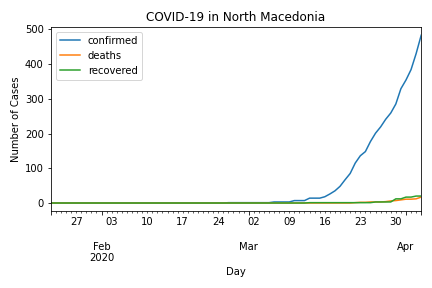 COVID-19 in North Macedonia
confirmed
deaths
recovered
Number of Cases
500
400
300
200
100
0
27 03 10 17 24 02 09 16 23 30
Feb Mar Apr
2020
Day